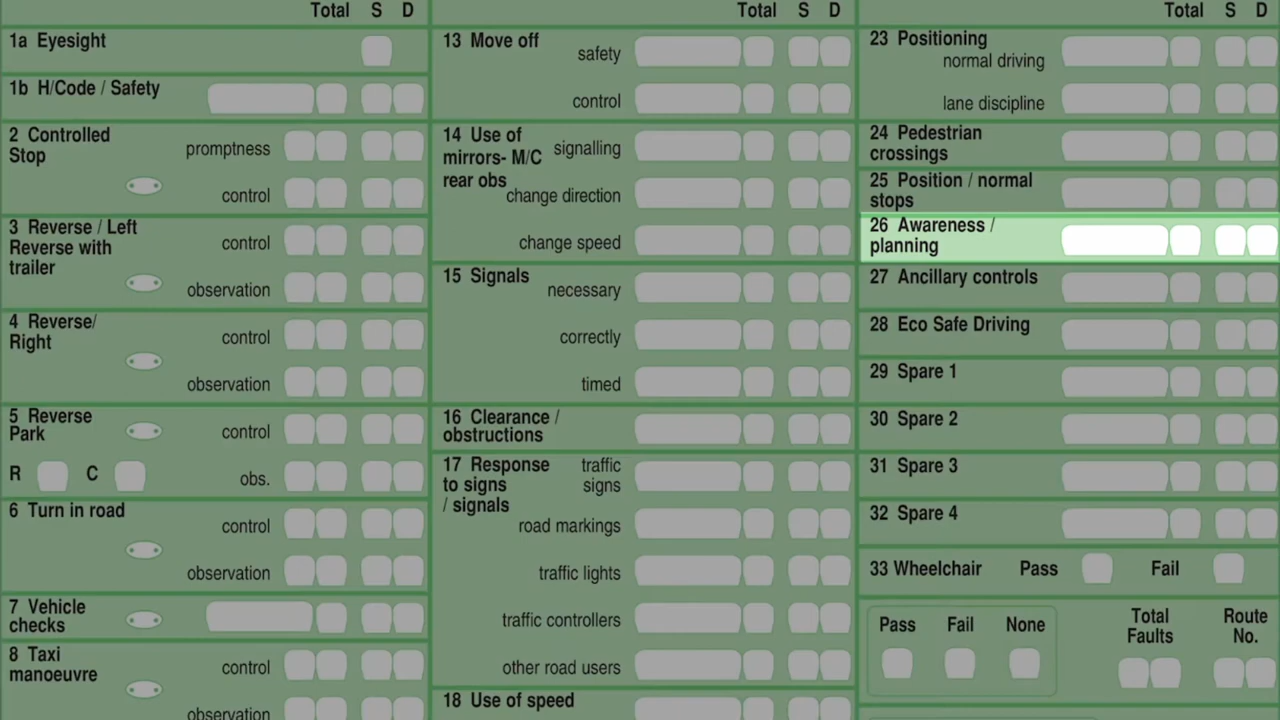 Total S D
1a Eyesight
1b H/Code / Safety
2 Controlled
Stop
promptness
control
3 Reverse / Left
Reverse with
trailer
control
observation
4 Reverse/
Right
control
observation
5 Reverse
Park
control
R C obs.
6 Turn in road
control
observation
7 Vehicle
checks
8 Taxi
manoeuvre
control
observation
Total S D
13 Move off
safety
control
14 Use of
mirrors- M/C
rear obs
signalling
change direction
change speed
15 Signals
necessary
correctly
timed
16 Clearance /
obstructions
17 Response
to signs
/ signals
traffic
signs
road markings
traffic lights
traffic controllers
other road users
18 Use of speed
Total S D
23 Positioning
normal driving
lane discipline
24 Pedestrian
crossings
25 Position / normal
stops
26 Awareness /
planning
27 Ancillary controls
28 Eco Safe Driving
29 Spare 1
30 Spare 2
31 Spare 3
32 Spare 4
33 Wheelchair Pass Fail
Pass Fail None
Total
Faults
Route
No.